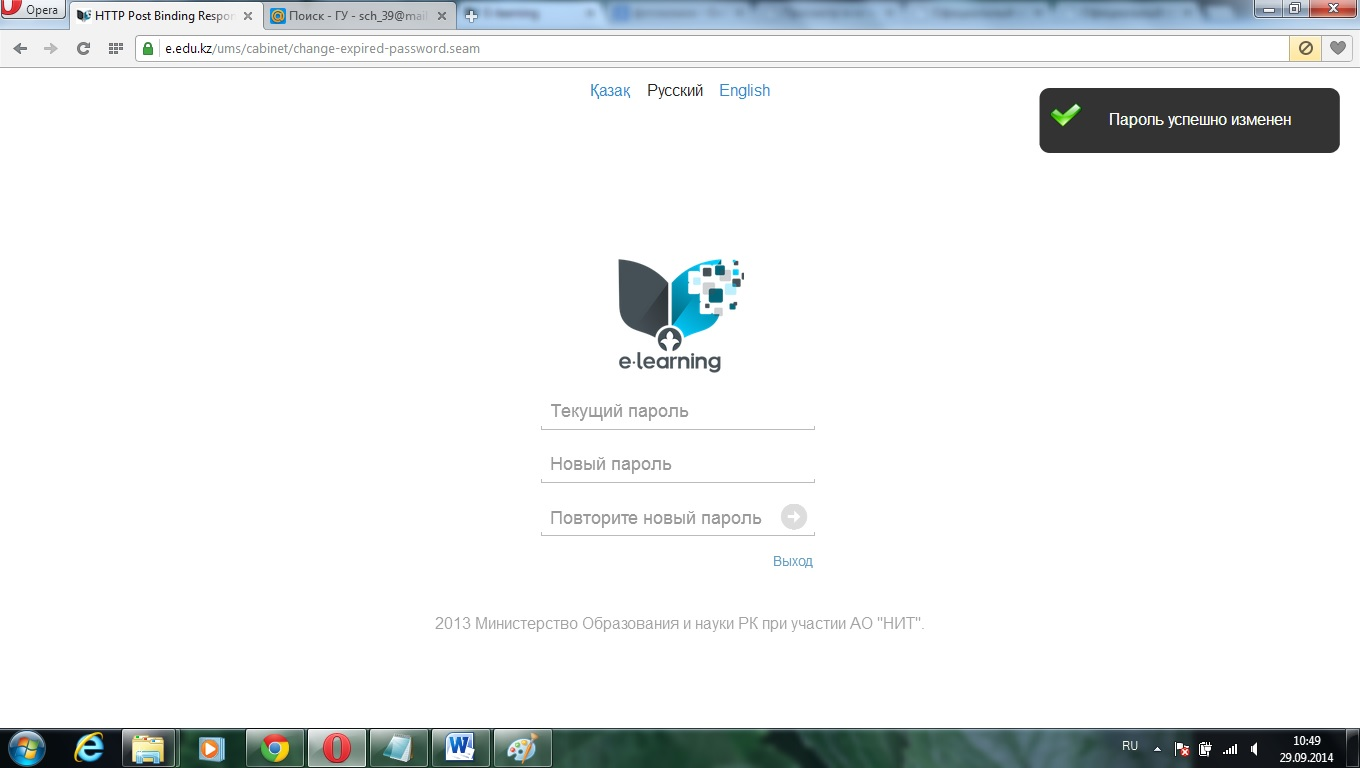 Opera
HTTP Post Binding Respon
Поиск - ГУ - sch_39@mail
e.edu.kz/ums/cabinet/change-expired-password.seam
Қазақ Русский English
Пароль успешно изменен
e·learning
Текущий пароль
Новый пароль
Повторите новый пароль
Выход
2013 Министерство Образования и науки РК при участии АО "НИТ".
RU
10:49
29.09.2014